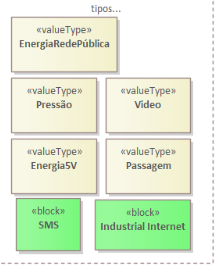 tipos...
«valueType»
EnergiaRedePública
«valueType»
Pressão
«valueType»
Video
«valueType»
Energia5V
«valueType»
Passagem
«block»
SMS
«block»
Industrial Internet